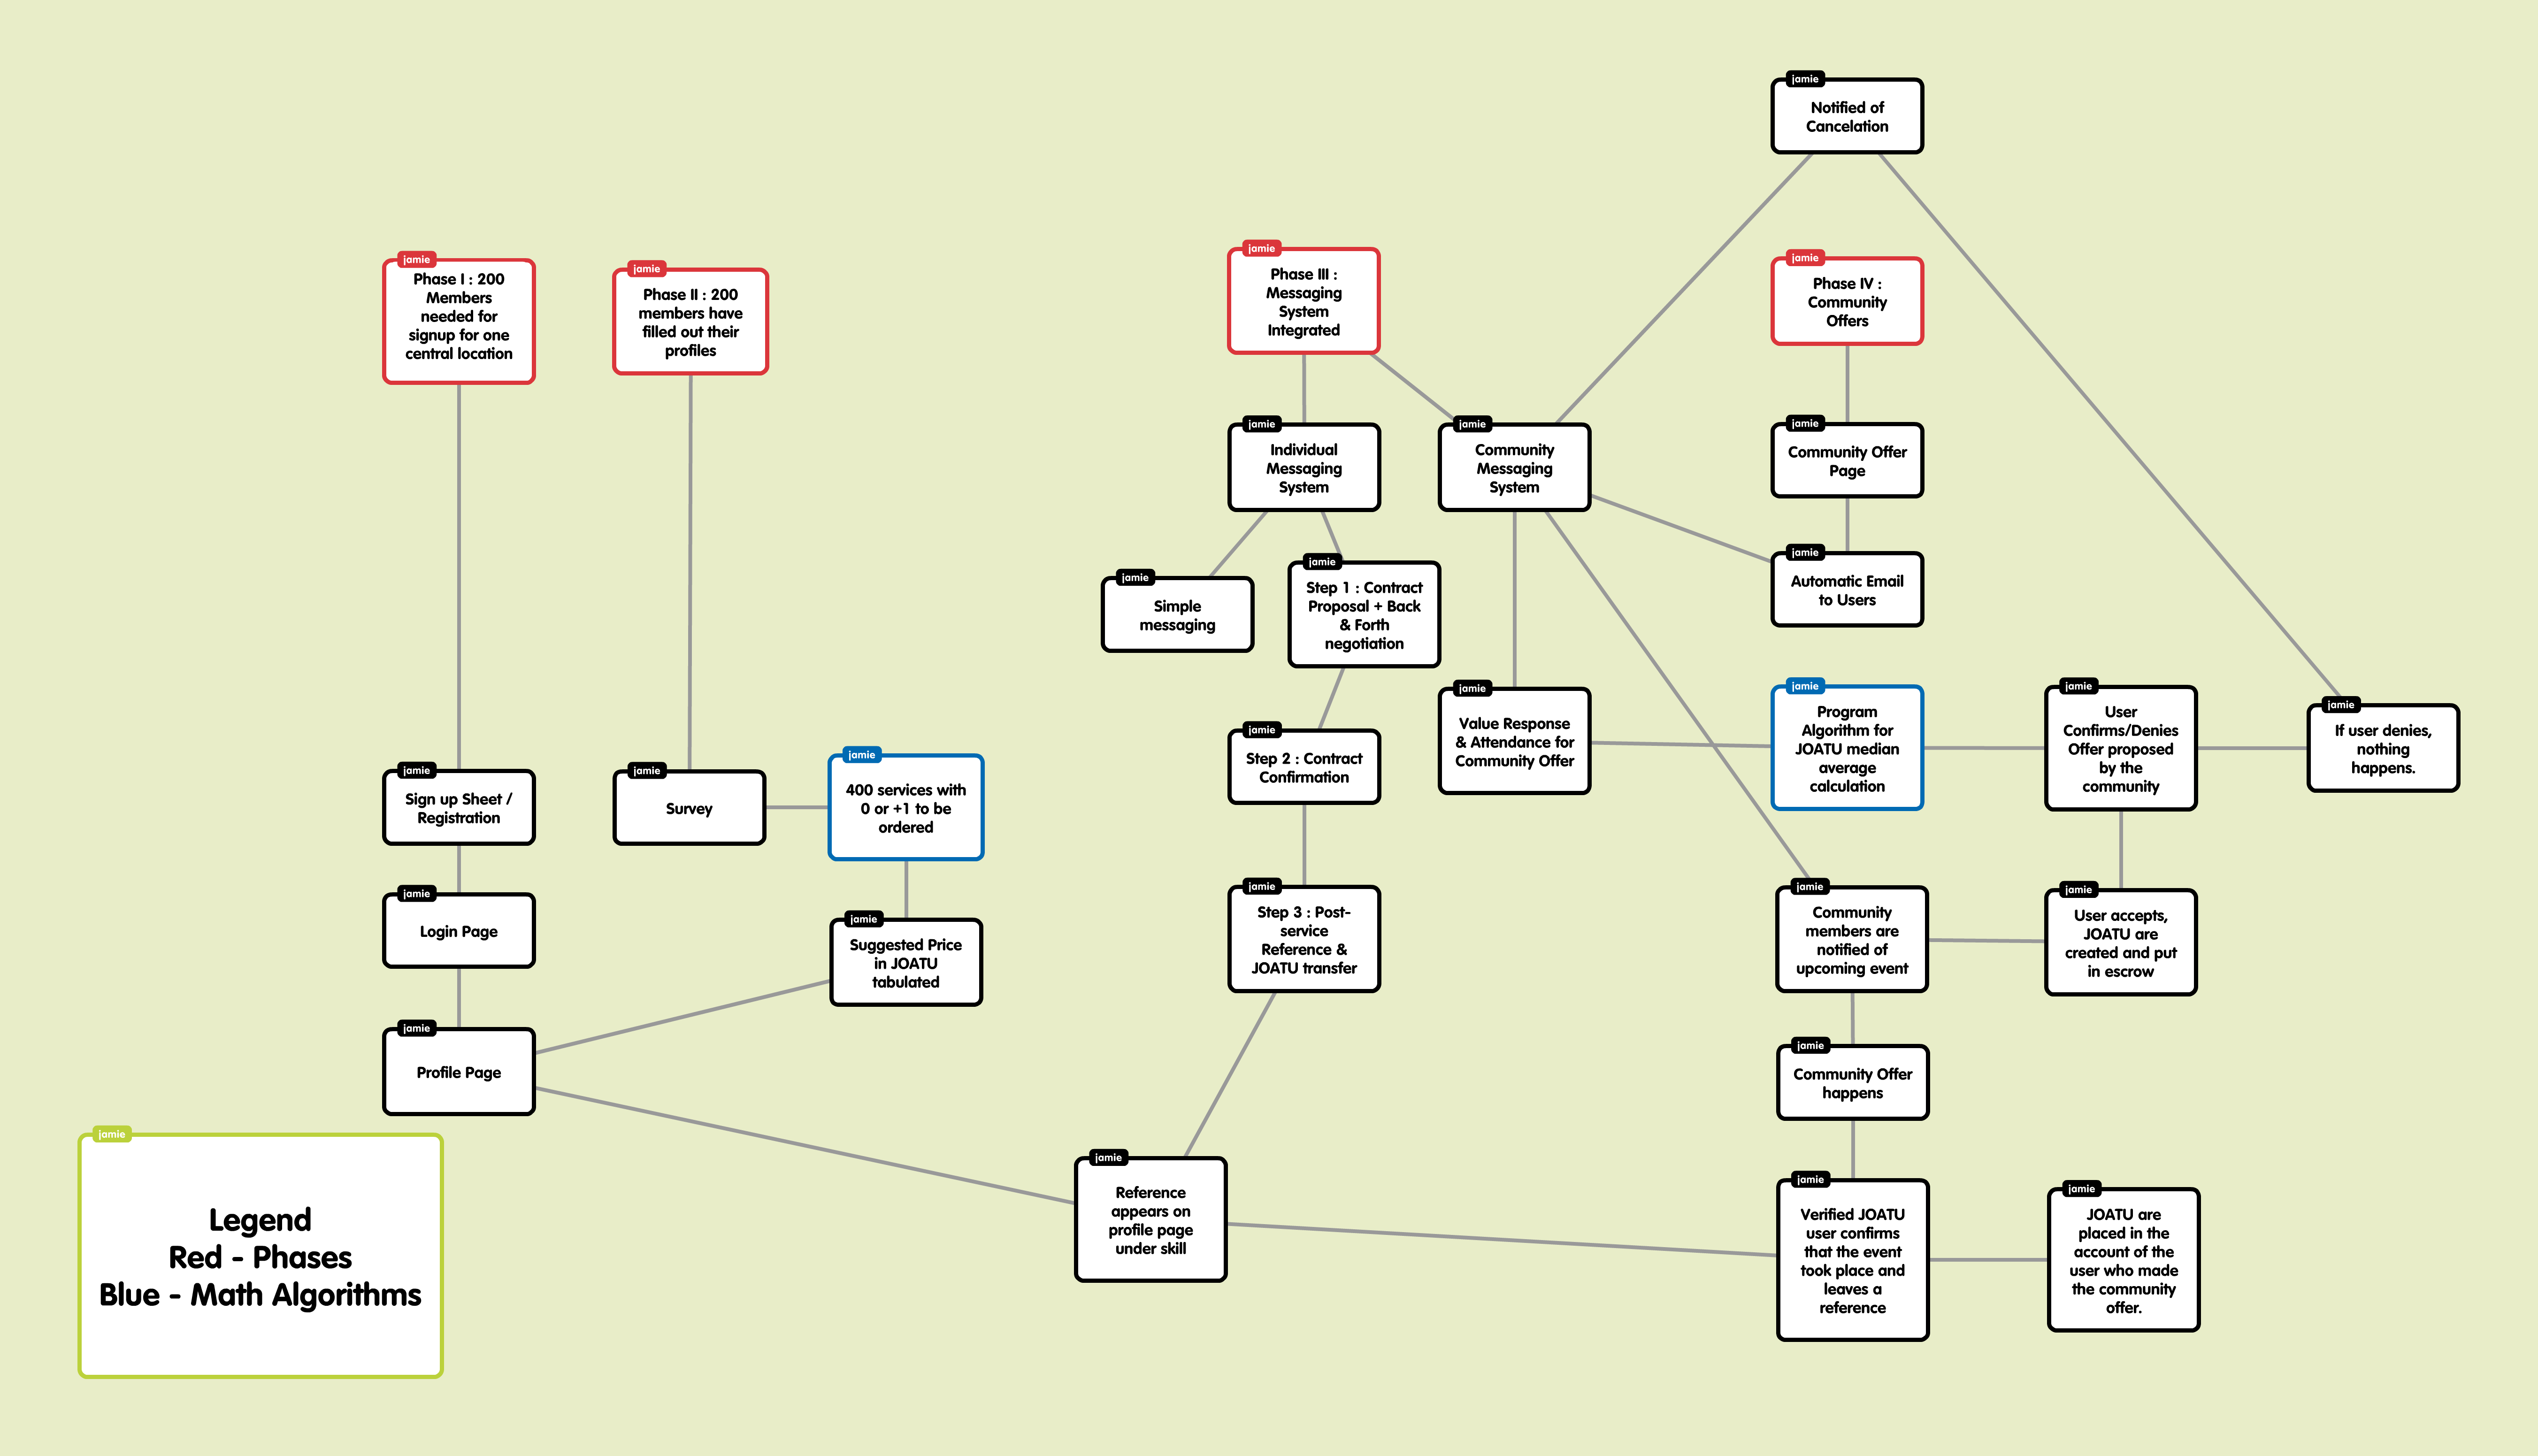 jamie
Notified of
Cancelation
jamie
Phase I : 200
Members
needed for
signup for one
central location
jamie
Phase II : 200
members have
filled out their
profiles
jamie
Phase III :
Messaging
System
Integrated
jamie
Phase IV :
Community
Offers
jamie
Individual
Messaging
System
jamie
Community
Messaging
System
jamie
Community Offer
Page
jamie
Simple
messaging
jamie
Step 1 : Contract
Proposal + Back
& Forth
negotiation
jamie
Automatic Email
to Users
jamie
Step 2 : Contract
Confirmation
jamie
Value Response
& Attendance for
Community Offer
jamie
Program
Algorithm for
JOATU median
average
calculation
jamie
User
Confirms/Denies
Offer proposed
by the
community
jamie
If user denies,
nothing
happens.
jamie
Sign up Sheet /
Registration
jamie
Survey
jamie
400 services with
0 or +1 to be
ordered
jamie
Login Page
jamie
Suggested Price
in JOATU
tabulated
jamie
Step 3 : Post-
service
Reference &
JOATU transfer
jamie
Community
members are
notified of
upcoming event
jamie
User accepts,
JOATU are
created and put
in escrow
jamie
Profile Page
jamie
Community Offer
happens
jamie
Legend
Red - Phases
Blue - Math Algorithms
jamie
Reference
appears on
profile page
under skill
jamie
Verified JOATU
user confirms
that the event
took place and
leaves a
reference
jamie
JOATU are
placed in the
account of the
user who made
the community
offer.